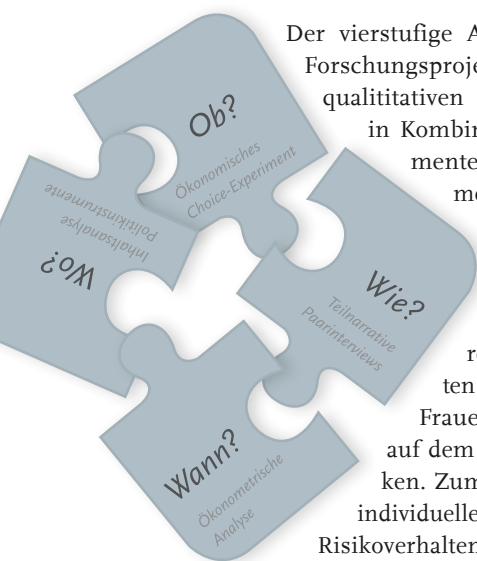 Ob?
Ökonomisches
Choice-Experiment
Wie?
Teilnarrative
Paarinterviews
Wann?
Ökonometrische
Analyse
Wo?
Inhaltsanalyse
Politikinstrumente
Der vierstufige A
Forschungsproje
qualititativen
in Kombin
mente
me
re
ten
Fraue
auf dem
ken. Zum
individuelle
Risikoverhalten